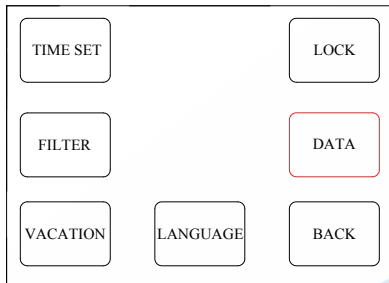 TIME SET
LOCK
FILTER
DATA
VACATION
LANGUAGE
BACK